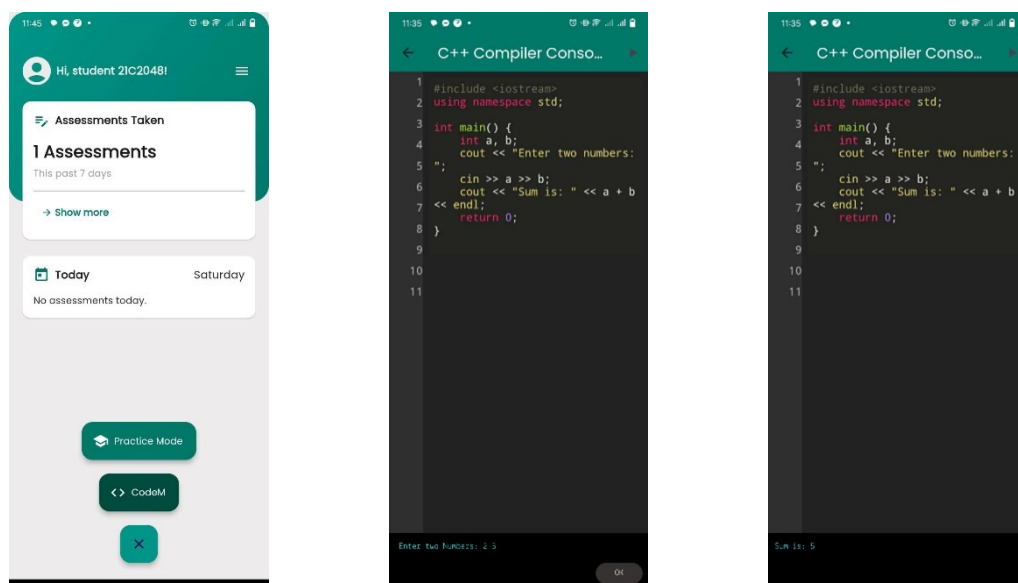 11:45
Hi, student 21C2048!
Assessments Taken
1 Assessments
This past 7 days
→ Show more
Today Saturday
No assessments today.
Practice Mode
<> CodeM
×
11:35
← C++ Compiler Conso...
1 #include <iostream>
2 using namespace std;
3 int main() {
4 int a, b;
cout << "Enter two numbers:
5 ";
cin >> a >> b;
6 cout << "Sum is: " << a + b
7 << endl;
return 0;
8 }
9
10
11
Enter two Numbers: 2 3
OK
11:35
← C++ Compiler Conso...
1 #include <iostream>
2 using namespace std;
3 int main() {
4 int a, b;
cout << "Enter two numbers:
5 ";
cin >> a >> b;
6 cout << "Sum is: " << a + b
7 << endl;
return 0;
8 }
9
10
11
Sum is: 5